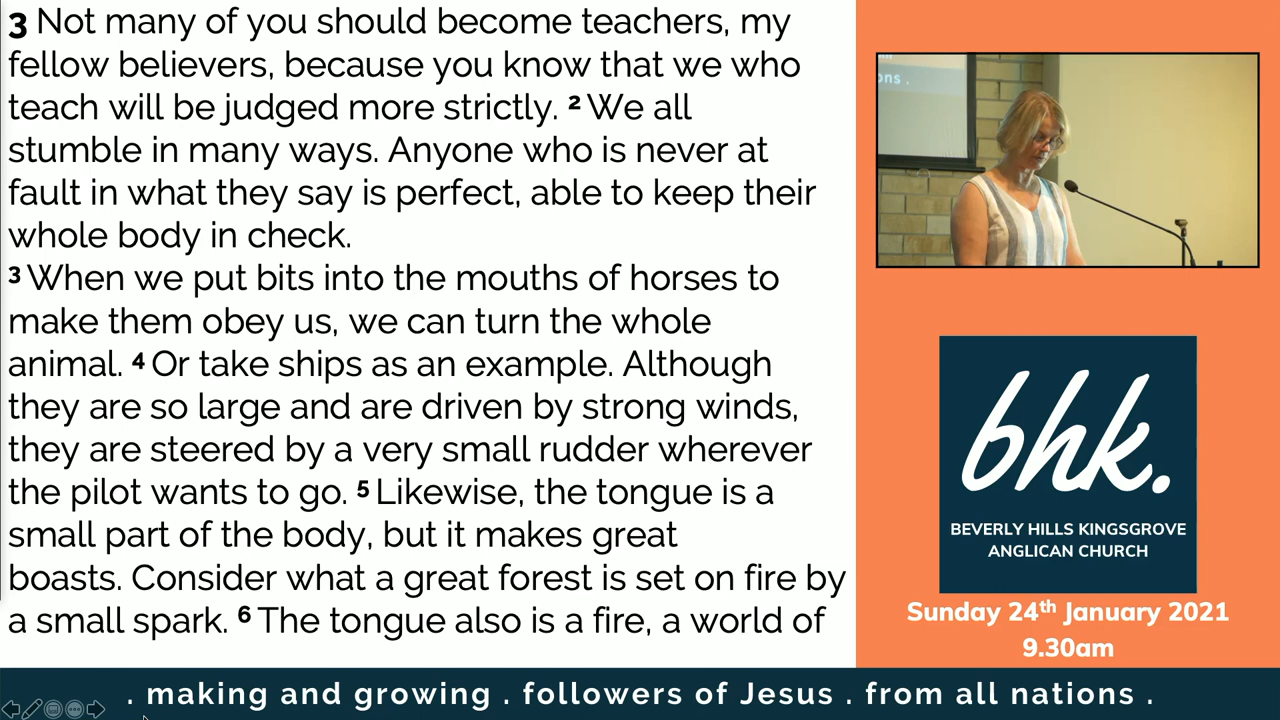 3 Not many of you should become teachers, my
fellow believers, because you know that we who
teach will be judged more strictly. 2 We all
stumble in many ways. Anyone who is never at
fault in what they say is perfect, able to keep their
whole body in check.
3 When we put bits into the mouths of horses to
make them obey us, we can turn the whole
animal. 4 Or take ships as an example. Although
they are so large and are driven by strong winds,
they are steered by a very small rudder wherever
the pilot wants to go. 5 Likewise, the tongue is a
small part of the body, but it makes great
boasts. Consider what a great forest is set on fire by
a small spark. 6 The tongue also is a fire, a world of
ons .
bhk.
BEVERLY HILLS KINGSGROVE
ANGLICAN CHURCH
Sunday 24th January 2021
9.30am
. making and growing . followers of Jesus . from all nations .